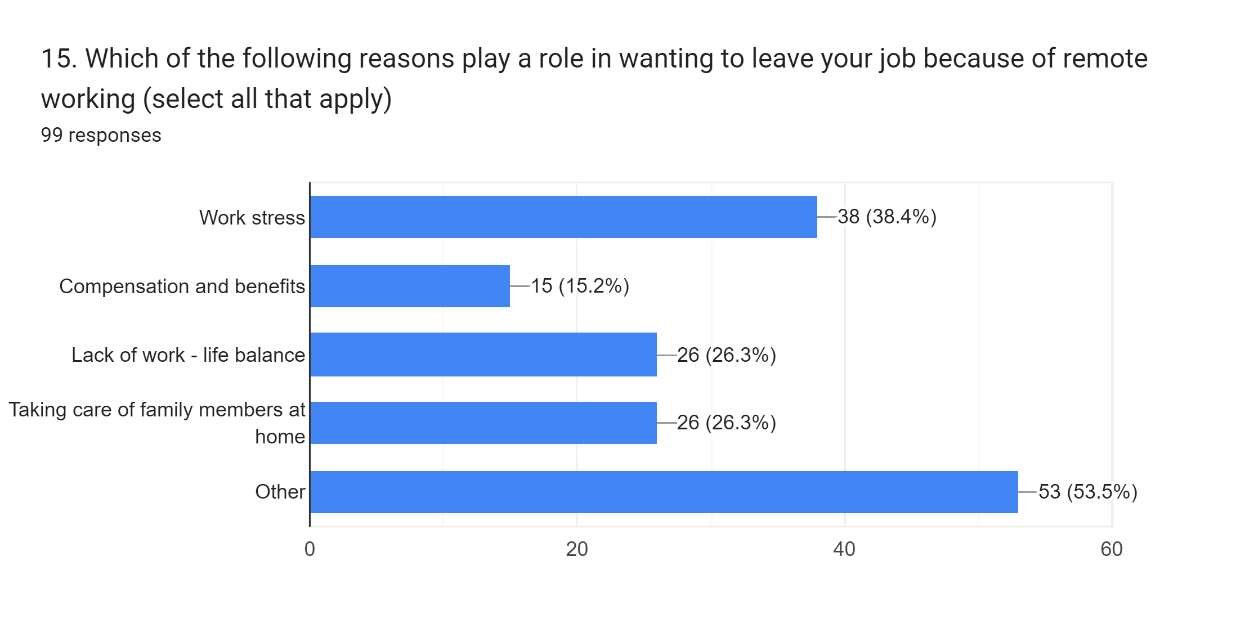 15. Which of the following reasons play a role in wanting to leave your job because of remote
working (select all that apply)
99 responses
Work stress
38 (38.4%)
Compensation and benefits
15 (15.2%)
Lack of work - life balance
26 (26.3%)
Taking care of family members at
home
26 (26.3%)
Other
53 (53.5%)
0
20
40
60